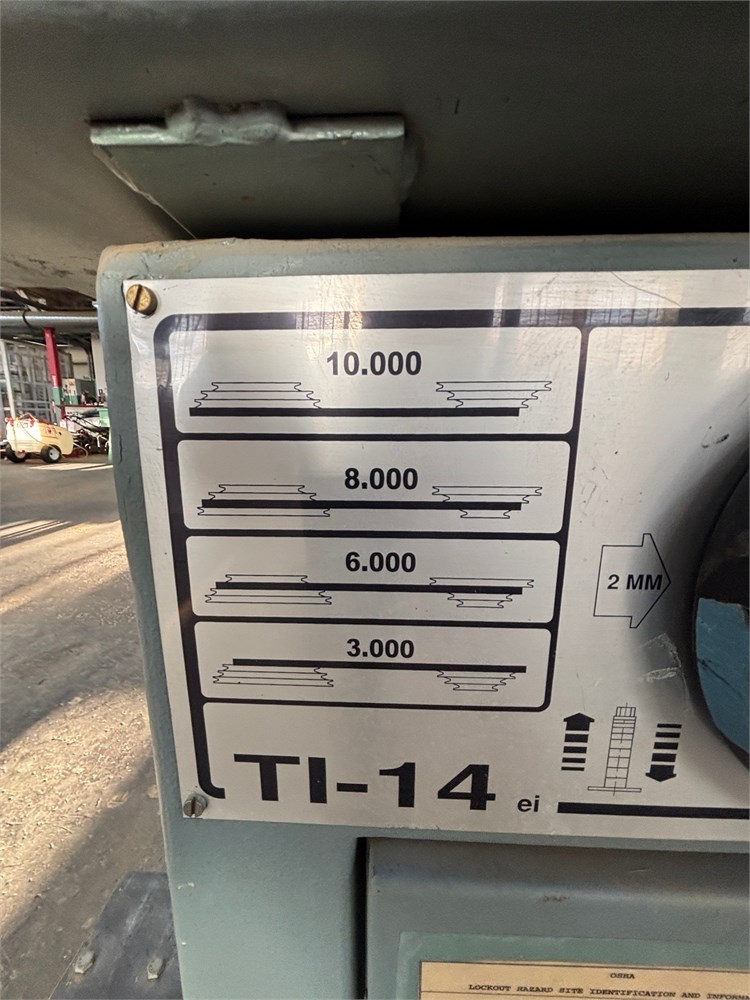 10.000
8.000
6.000
2 MM
3.000
TI-14 ei
OSHA
LOCKOUT HAZARD SITE IDENTIFICATION AND